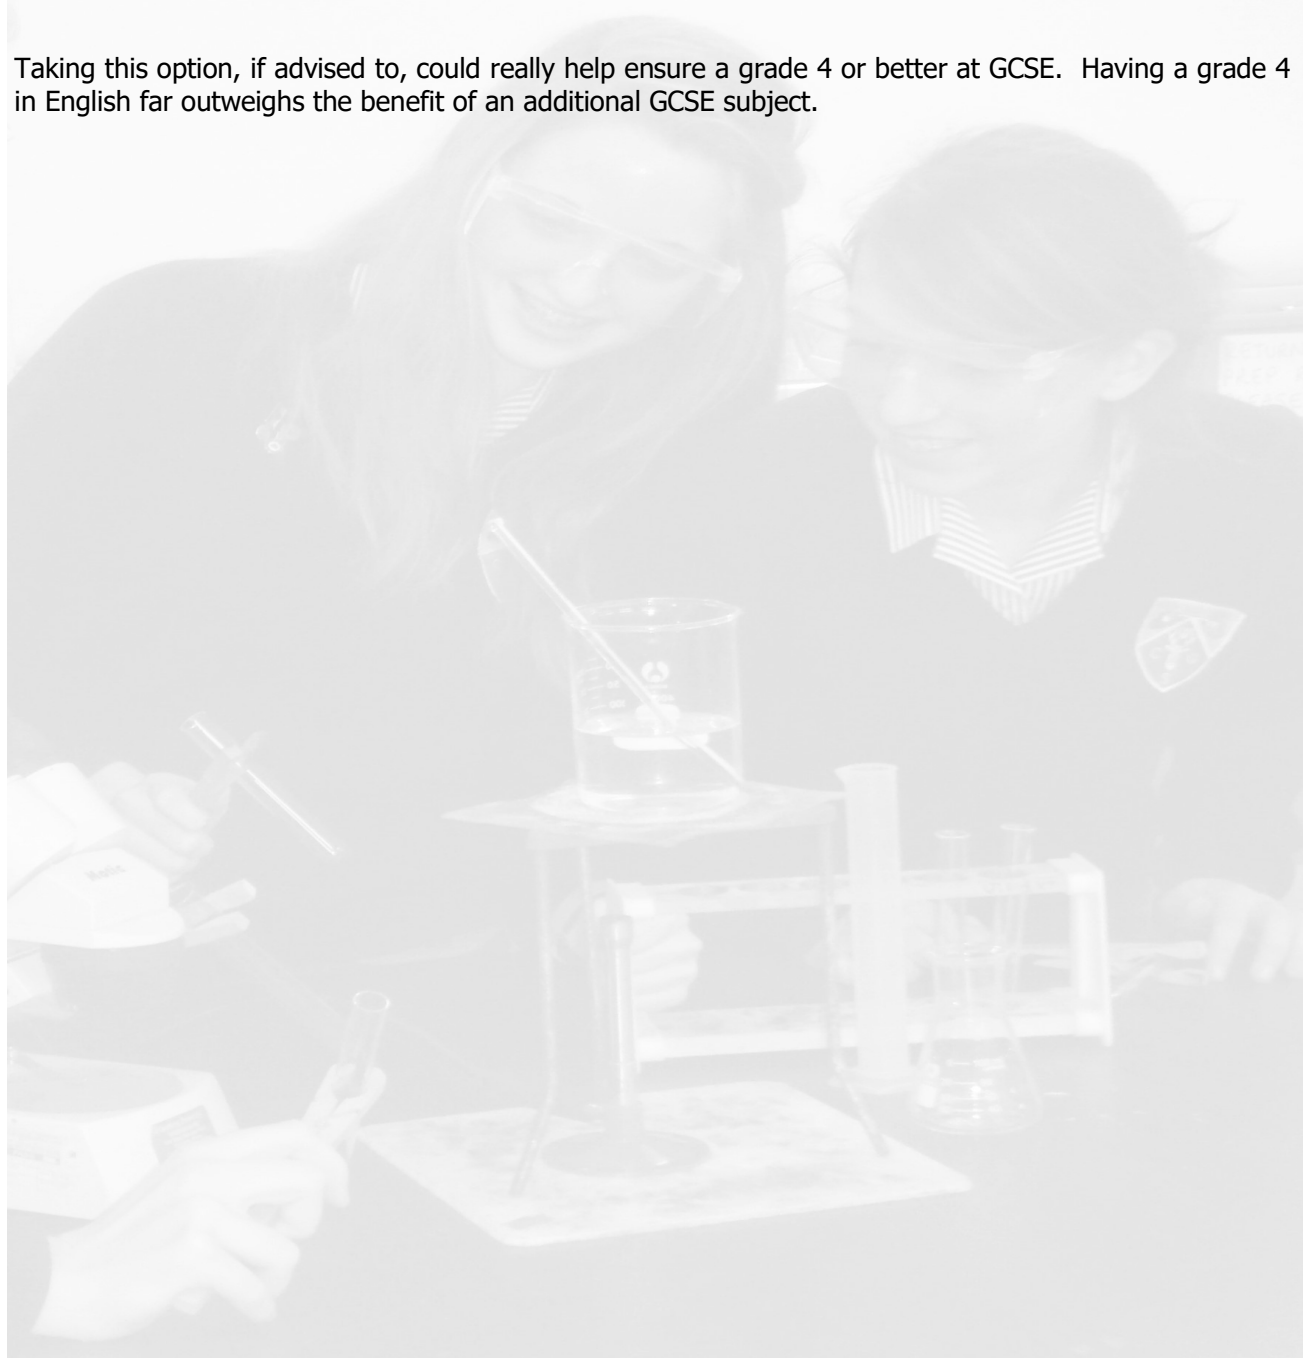 Taking this option, if advised to, could really help ensure a grade 4 or better at GCSE.  Having a grade 4
in English far outweighs the benefit of an additional GCSE subject.